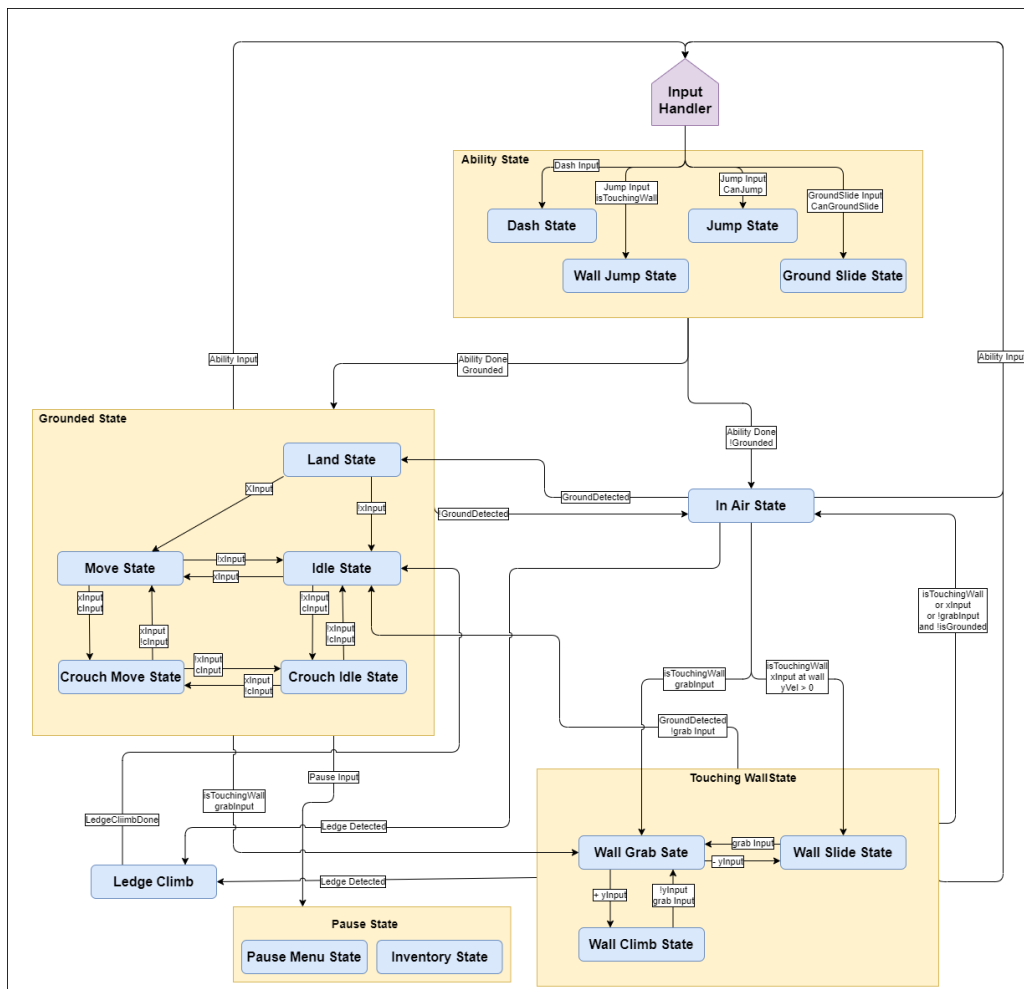 Input
Handler
Ability State
Dash Input
Jump Input
isTouchingWall
Jump Input
CanJump
GroundSlide Input
CanGroundSlide
Dash State
Jump State
Wall Jump State
Ground Slide State
Ability Input
Ability Done
Grounded
Ability Input
Grounded State
Ability Done
!Grounded
Land State
XInput
!xInput
GroundDetected
!GroundDetected
In Air State
Move State
!xInput
xInput
Idle State
xInput
cInput
xInput
!cInput
!xInput
cInput
!xInput
!cInput
isTouchingWall
or xInput
or !grabInput
and !isGrounded
Crouch Move State
!xInput
cInput
xInput
!cInput
Crouch Idle State
isTouchingWall
grabInput
isTouchingWall
xInput at wall
yVel > 0
GroundDetected
!grab Input
Pause Input
Touching WallState
isTouchingWall
grabInput
LedgeCliimbDone
Ledge Detected
Wall Grab Sate
grab Input
- yInput
Wall Slide State
Ledge Climb
Ledge Detected
+ yInput
!yInput
grab Input
Pause State
Wall Climb State
Pause Menu State
Inventory State